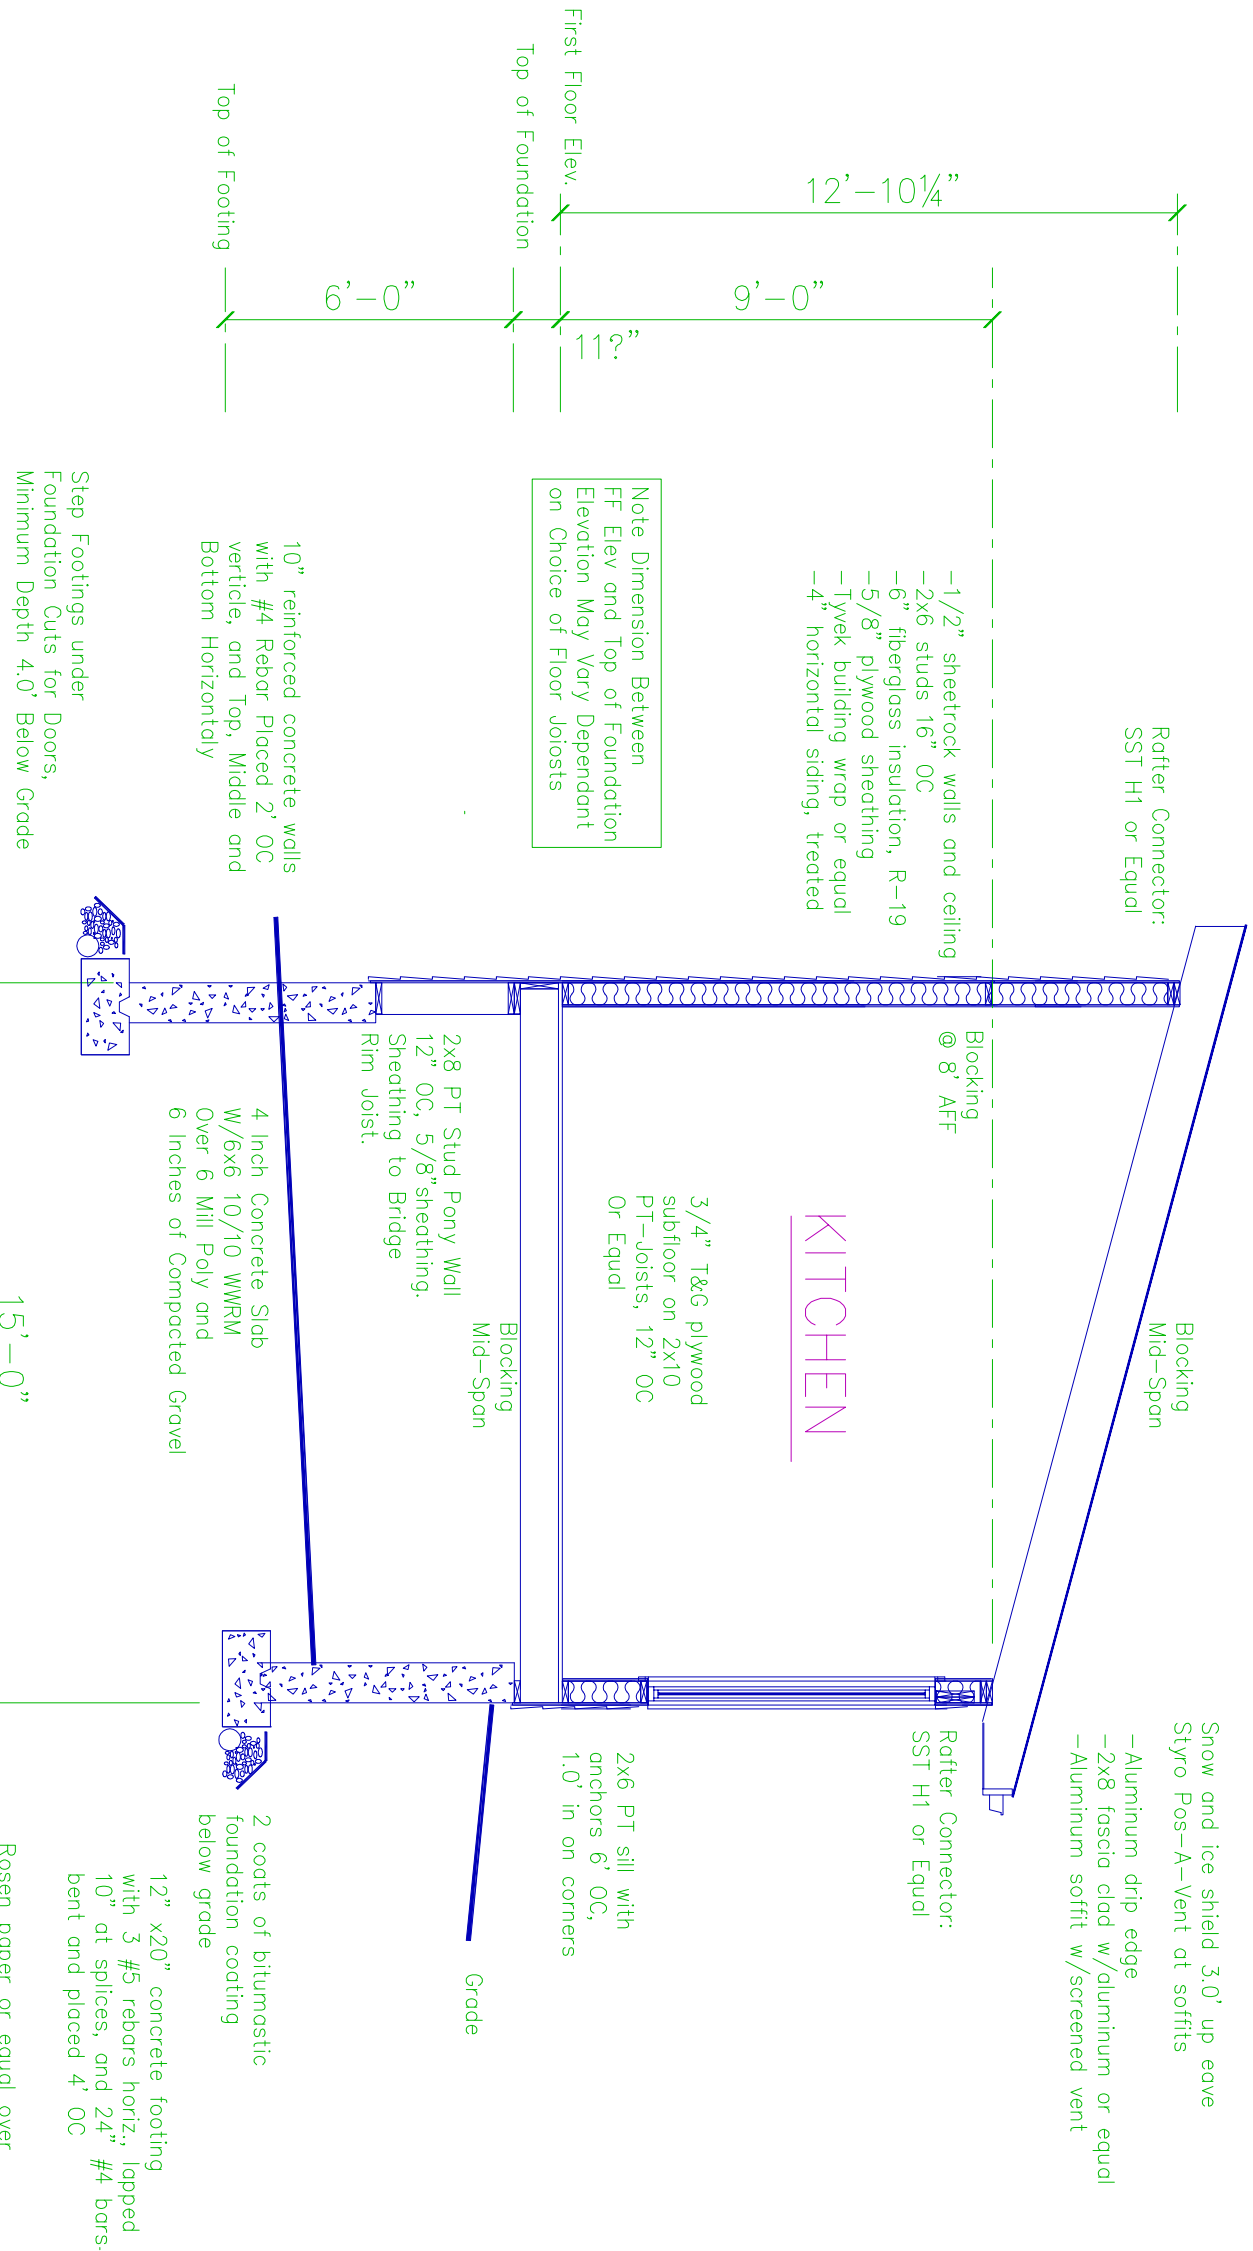 Snow and ice shield 3.0' up eave
Styro Pos-A-Vent at soffits
Rafter Connector:
SST H1 or Equal
Blocking
Mid-Span
-Aluminum drip edge
-2x8 fascia clad w/aluminum or equal
-Aluminum soffit w/screened vent
12'-10¼"
9'-0"
-1/2" sheetrock walls and ceiling
-2x6 studs 16" OC
-6" fiberglass insulation, R-19
-5/8" plywood sheathing
-Tyvek building wrap or equal
-4" horizontal siding, treated
Blocking
@ 8' AFF
Rafter Connector:
SST H1 or Equal
KITCHEN
3/4" T&G plywood
subfloor on 2x10
PT-Joists, 12" OC
Or Equal
Note Dimension Between
FF Elev and Top of Foundation
Elevation May Vary Dependant
on Choice of Floor Joiosts
2x6 PT sill with
anchors 6' OC,
1.0' in on corners
First Floor Elev.
11?"
Top of Foundation
Blocking
Mid-Span
Grade
2x8 PT Stud Pony Wall
12" OC, 5/8"sheathing.
Sheathing to Bridge
Rim Joist.
6'-0"
10" reinforced concrete walls
with #4 Rebar Placed 2' OC
verticle, and Top, Middle and
Bottom Horizontaly
4 Inch Concrete Slab
W/6x6 10/10 WWRM
Over 6 Mill Poly and
6 Inches of Compacted Gravel
2 coats of bitumastic
foundation coating
below grade
Top of Footing
12" x20" concrete footing
with 3 #5 rebars horiz., lapped
10" at splices, and 24" #4 bars-
bent and placed 4' OC
Step Footings under
Foundation Cuts for Doors,
Minimum Depth 4.0' Below Grade
15'-0"
Rosen paper or equal over